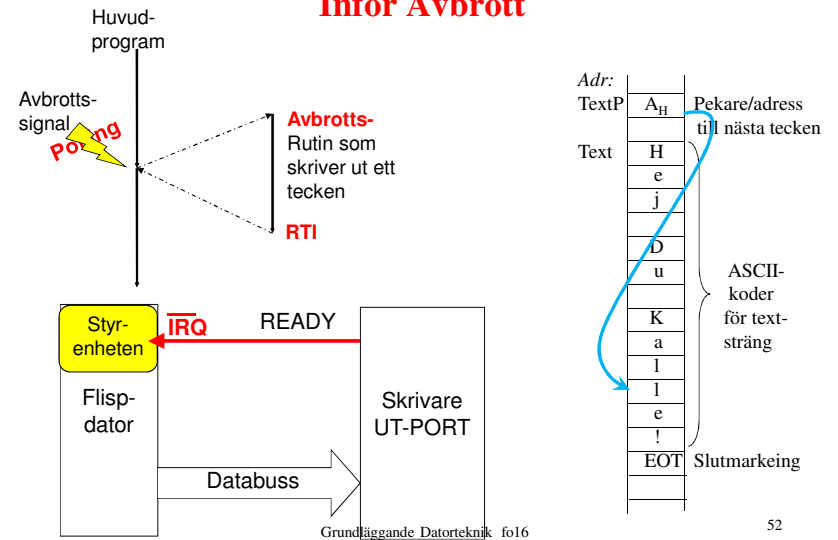 Inför Avbrott
Huvud-
program
Avbrotts-
signal
Avbrotts-
Rutin som
skriver ut ett
tecken
RTI
Styr-
enheten
IRQ
READY
Flisp-
dator
Skrivare
UT-PORT
Databuss
Adr:
TextP A_H Pekare/adress
till nästa tecken
Text H
e
j
D
u
K
a
l
l
e
!
EOT Slutmarkeing
ASCII-
koder
för text-
sträng
Grundläggande Datorteknik fo16
52